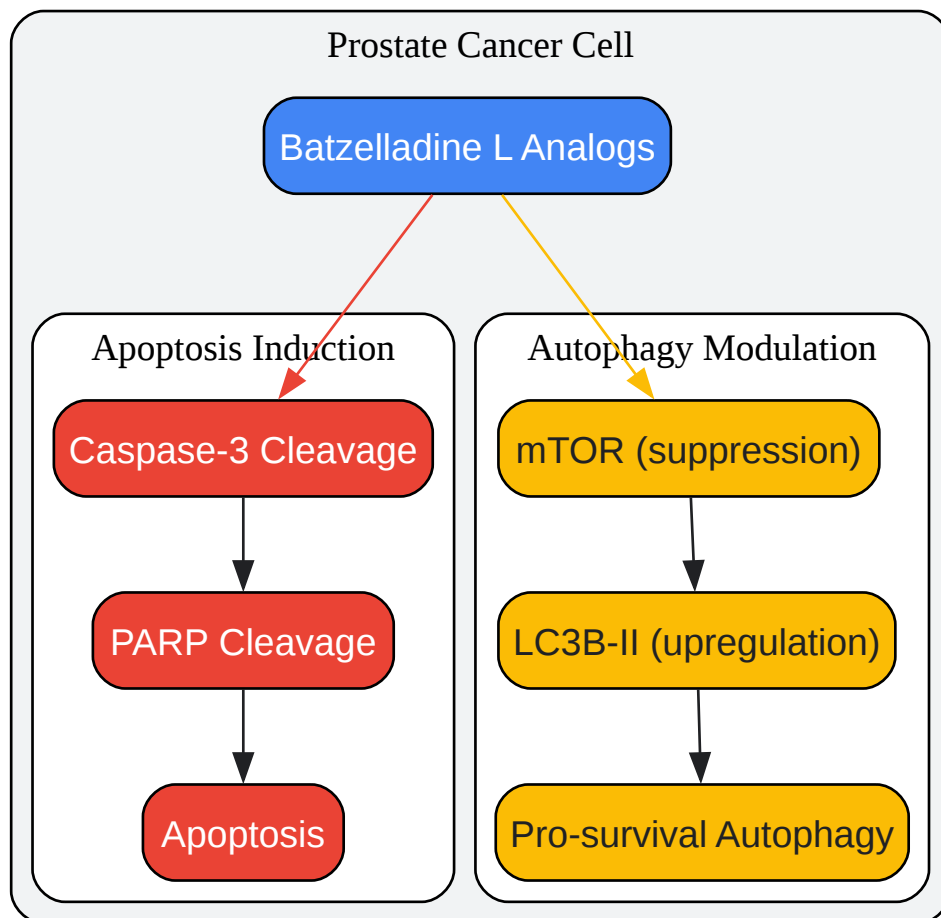 Prostate Cancer Cell
Batzelladine L Analogs
Apoptosis Induction
Autophagy Modulation
Caspase-3 Cleavage
mTOR (suppression)
PARP Cleavage
LC3B-II (upregulation)
Apoptosis
Pro-survival Autophagy